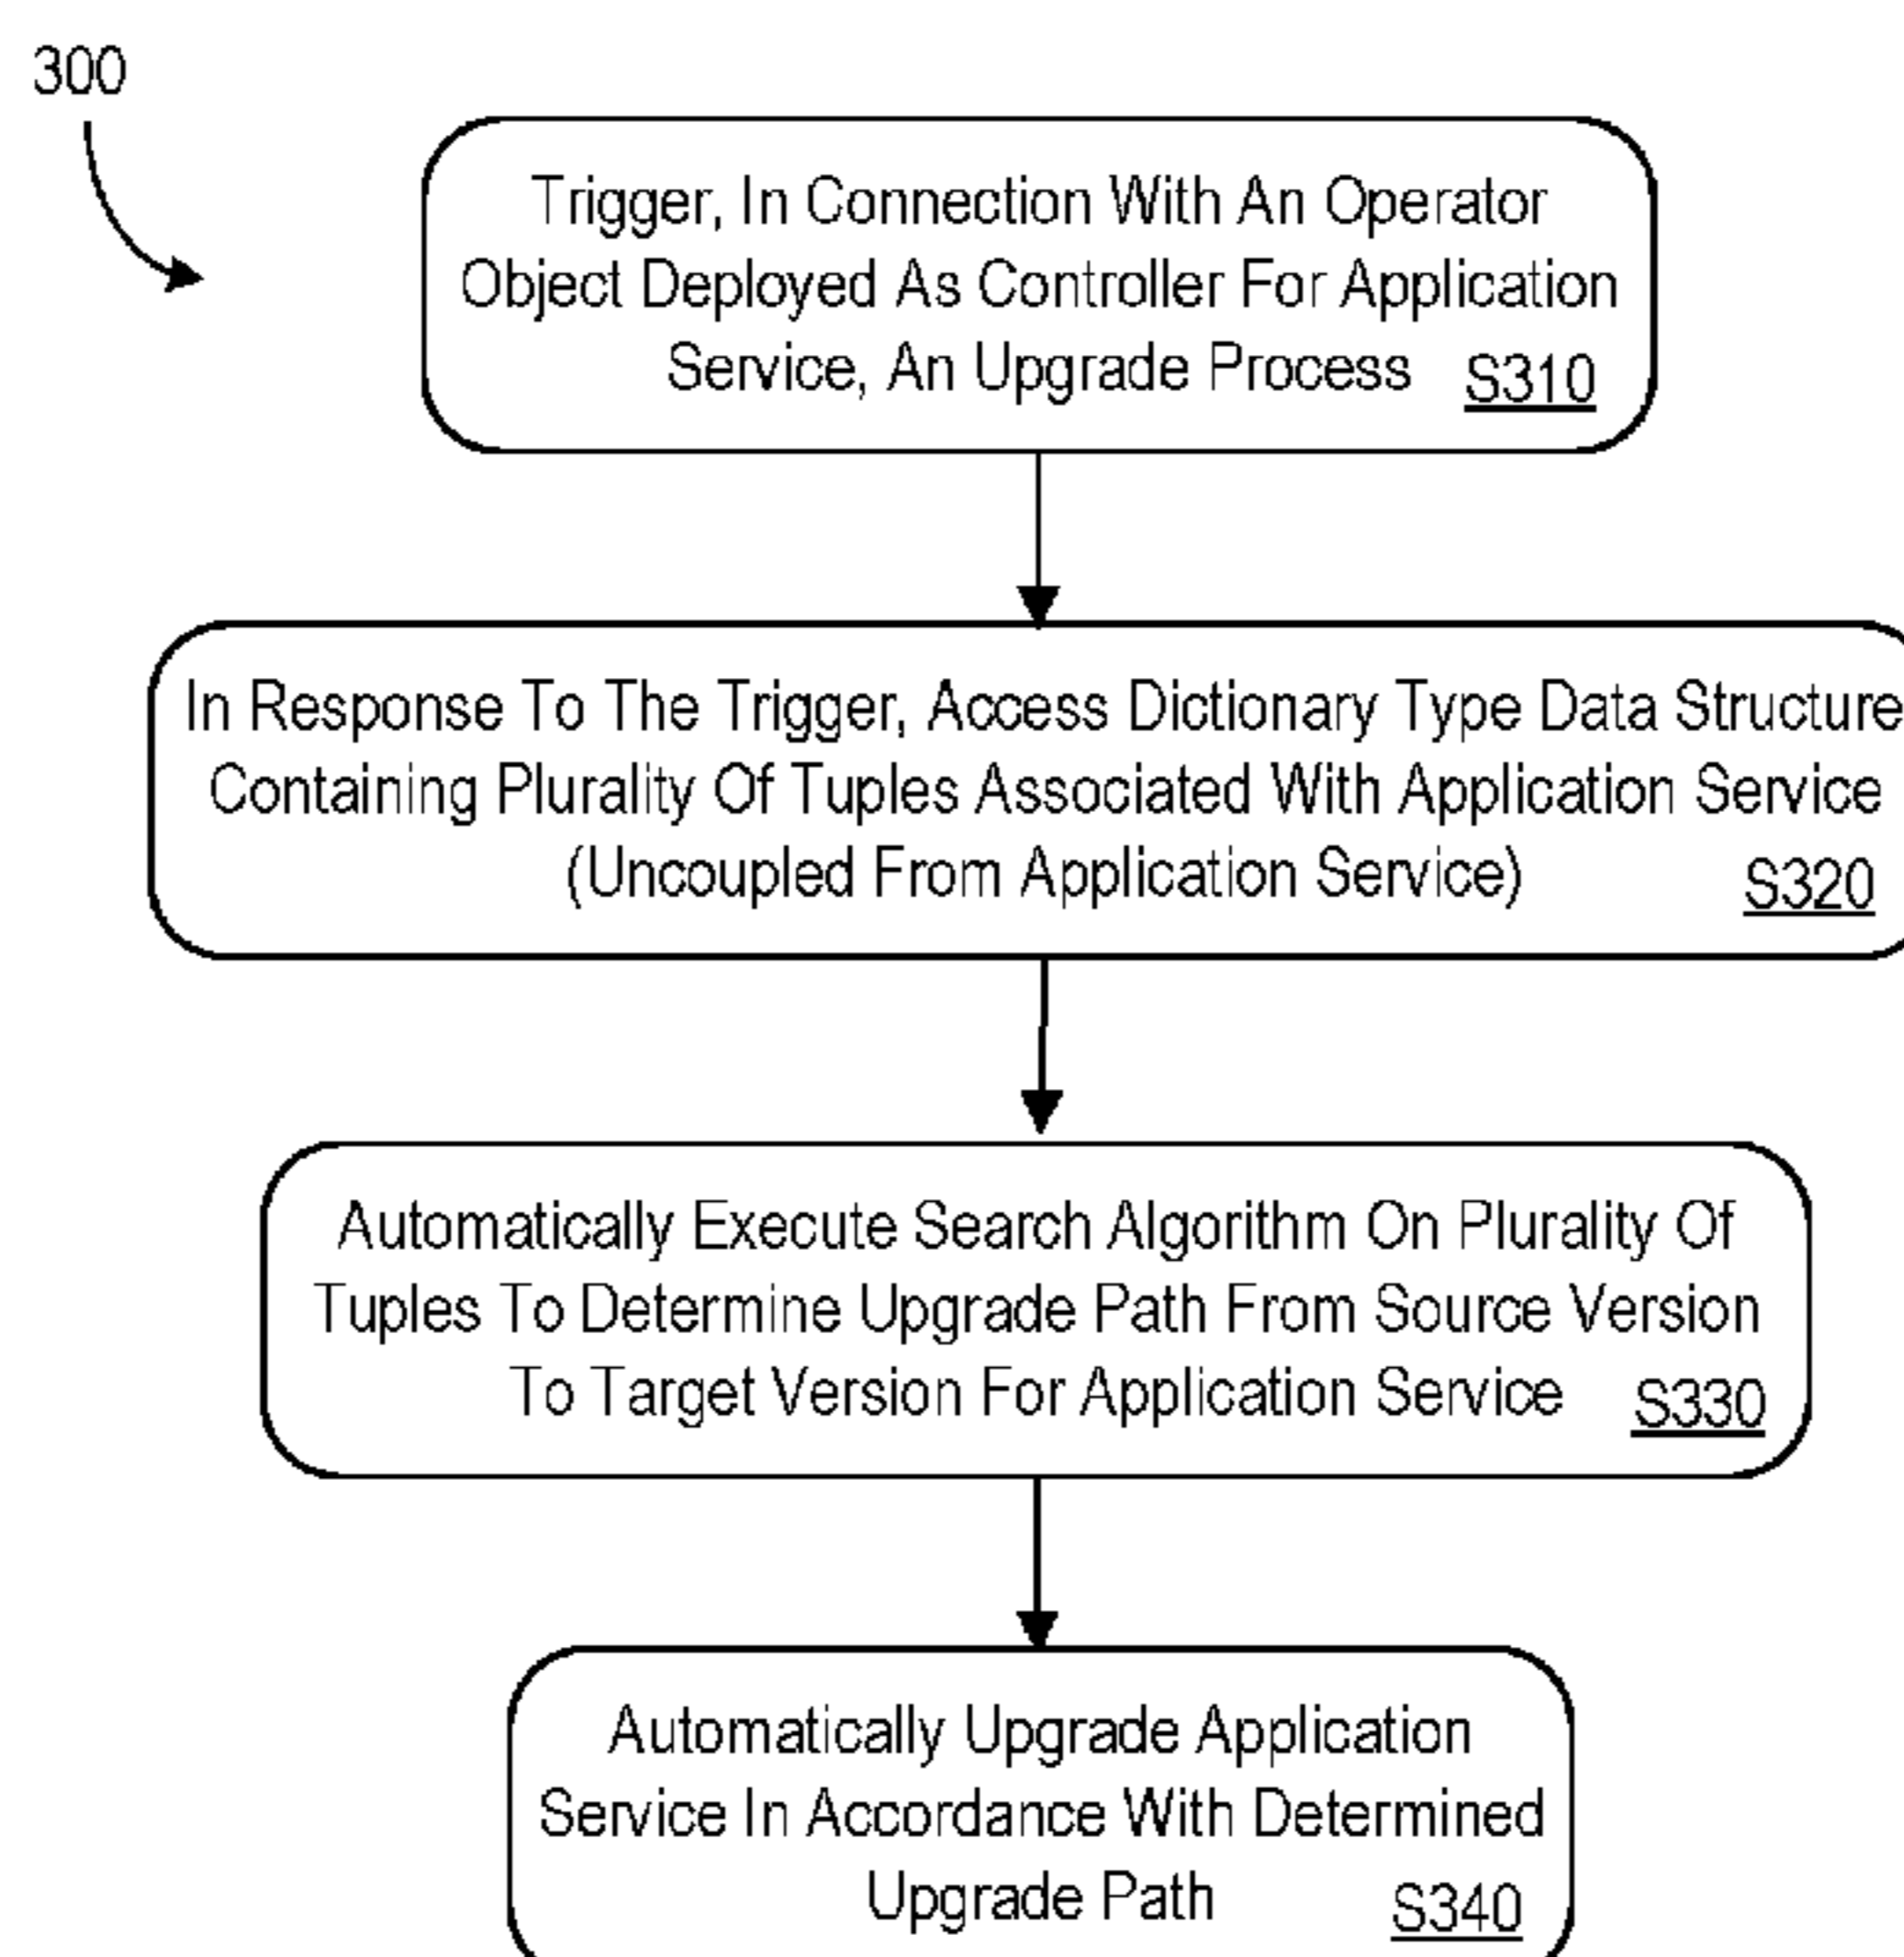 300
Trigger, In Connection With An Operator
Object Deployed As Controller For Application
Service, An Upgrade Process S310
In Response To The Trigger, Access Dictionary Type Data Structure
Containing Plurality Of Tuples Associated With Application Service
(Uncoupled From Application Service) S320
Automatically Execute Search Algorithm On Plurality Of
Tuples To Determine Upgrade Path From Source Version
To Target Version For Application Service S330
Automatically Upgrade Application
Service In Accordance With Determined
Upgrade Path S340